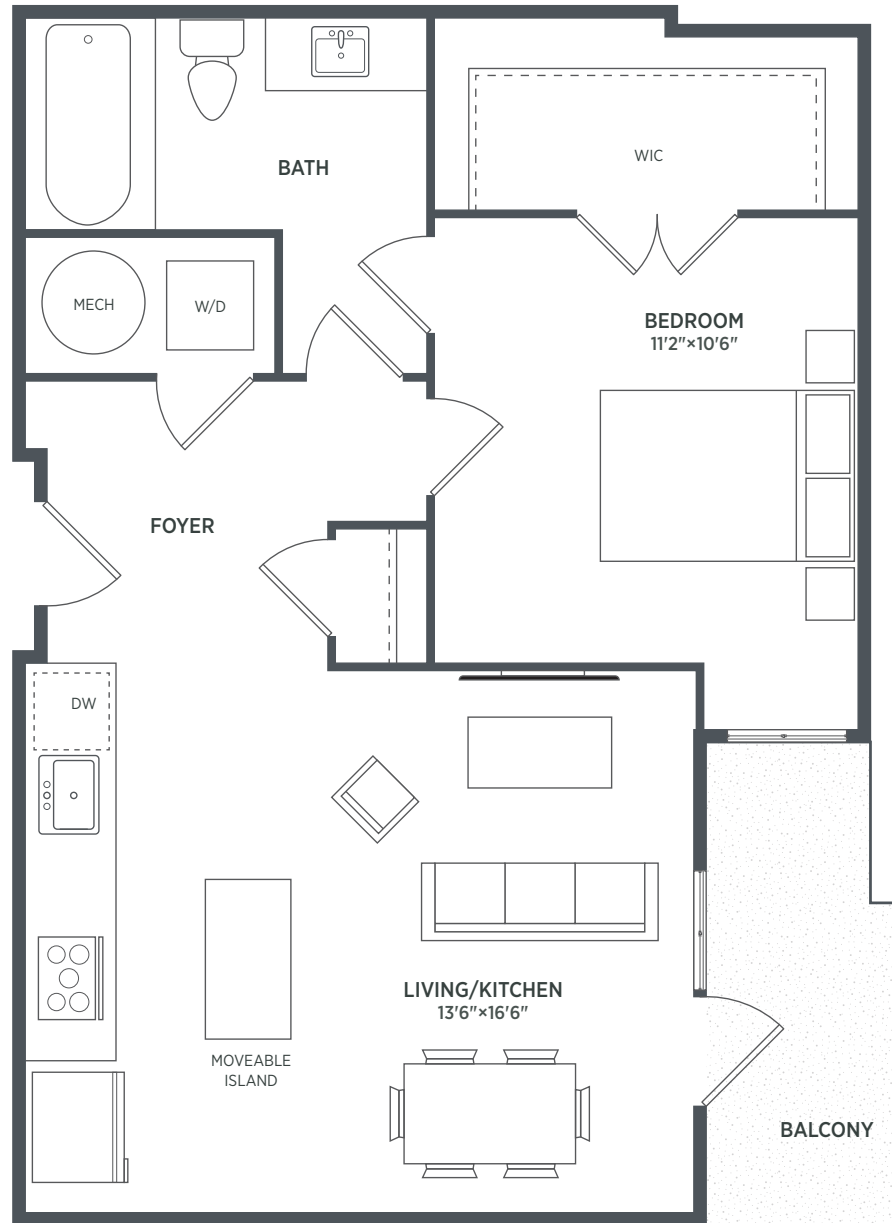 BATH
WIC
MECH
W/D
BEDROOM
11'2"×10'6"
FOYER
DW
LIVING/KITCHEN
13'6"×16'6"
MOVEABLE
ISLAND
BALCONY